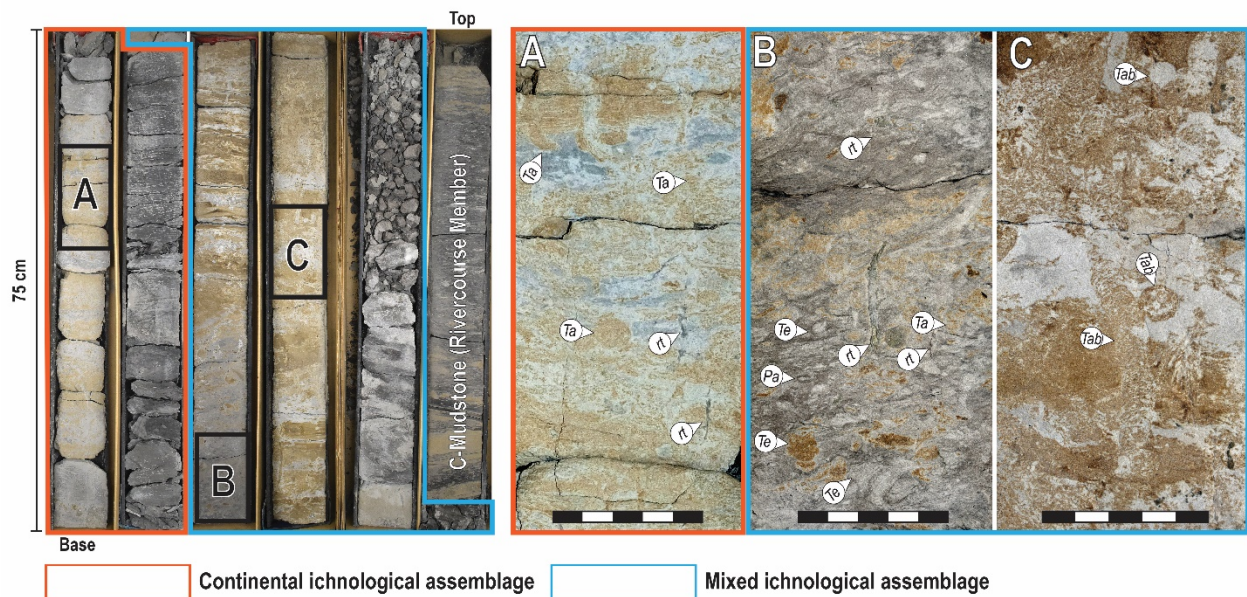 Top
75 cm
A
B
C
C-Mudstone (Rivercourse Member)
Base
A
Ta
Ta
Ta
rt
rt
B
rt
Te
Ta
rt
rt
Pa
Te
Te
C
Tab
Tab
Tab
Continental ichnological assemblage
Mixed ichnological assemblage